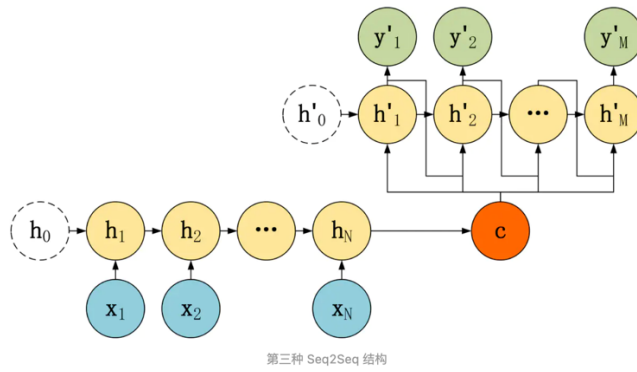 y'1 y'2 y'M
h'0 h'1 h'2 ... h'M
h0 h1 h2 ... hN c
x1 x2 xN
第三种 Seq2Seq 结构